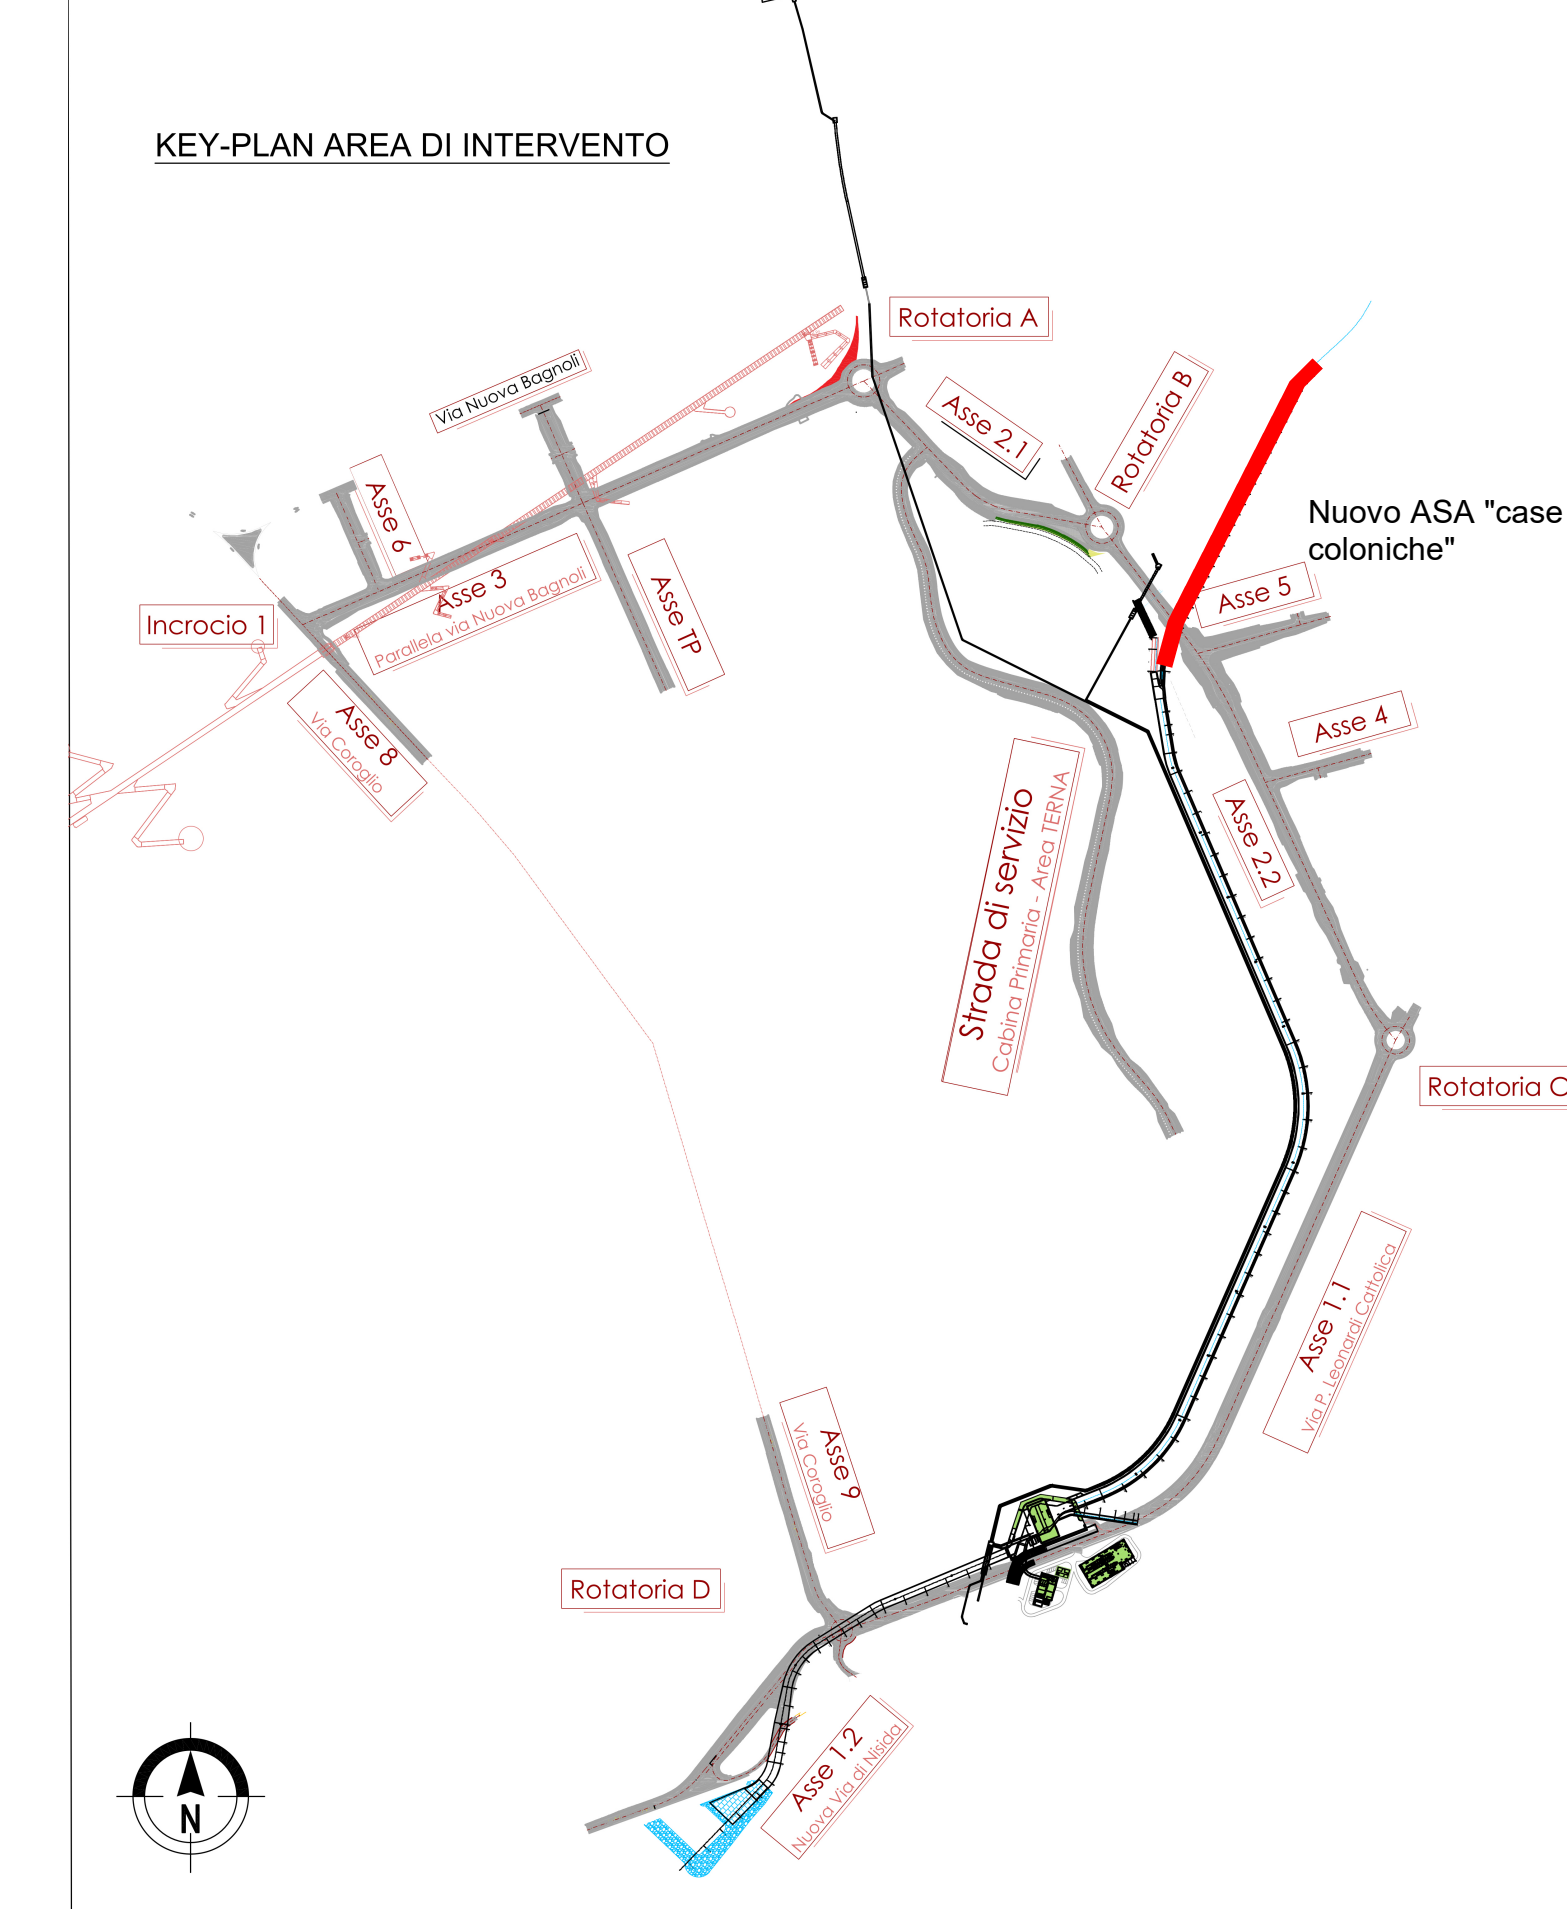 KEY-PLAN AREA DI INTERVENTO
Rotatoria A
Via Nuova Bagnoli
Asse 2.1
Rotatoria B
Asse 6
Nuovo ASA "case
coloniche"
Asse 3
Parallela via Nuova Bagnoli
Asse TP
Asse 5
Incrocio 1
Asse 8
Via Coroglio
Asse 4
Strada di servizio
Cabina Primaria - Area TERNA
Asse 2.2
Rotatoria C
Asse 1.1
Via P. Leonardi Cattolica
Asse 9
Via Coroglio
Rotatoria D
Asse 1.2
Nuova Via di Nisida
N